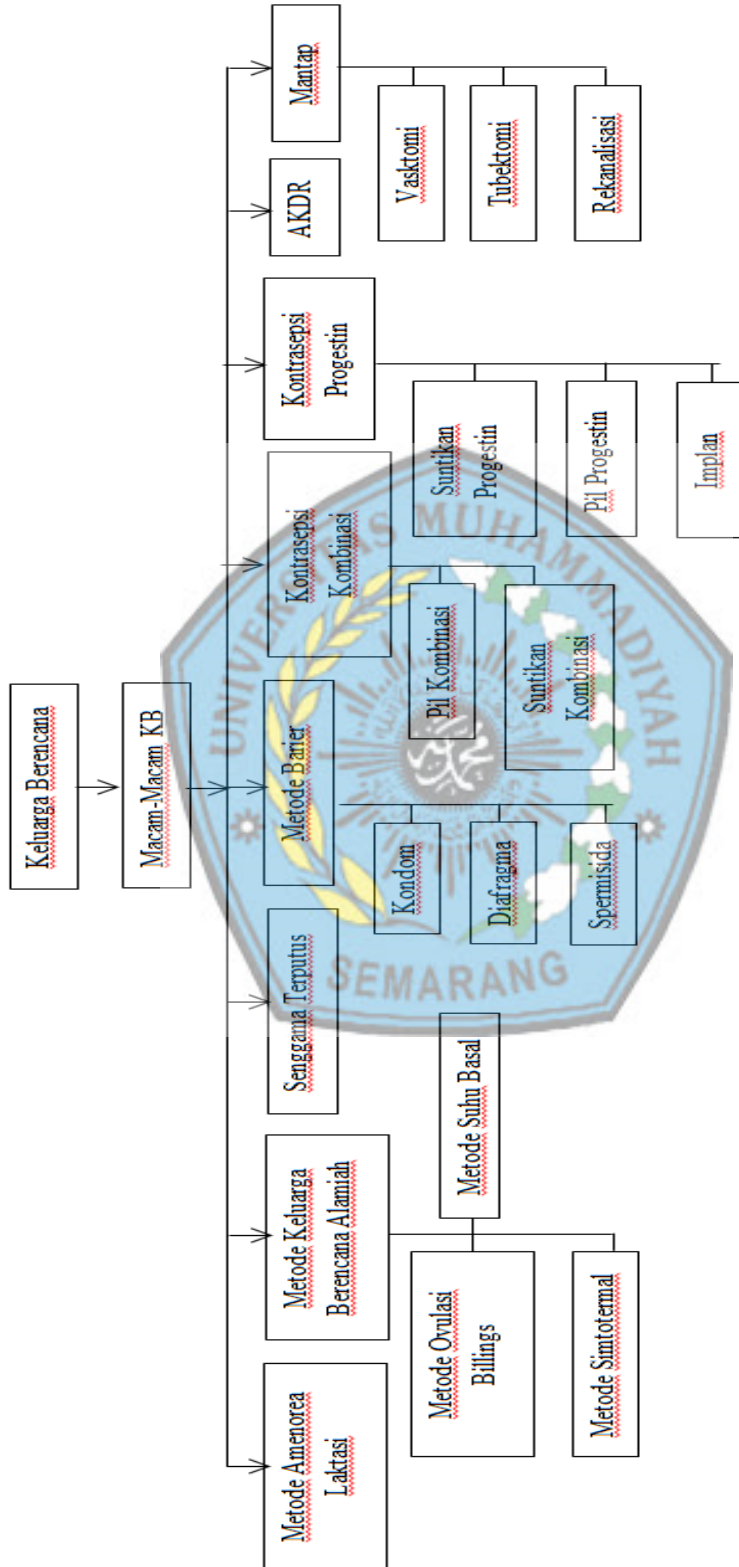 Keluarga Berencana
Macam-Macam KB
Metode Amenorea
Laktasi
Metode Keluarga
Berencana Alamiah
Senggama Terputus
Metode Barier
Kontrasepsi
Kombinasi
Kontrasepsi
Progestin
AKDR
Mantap
Metode Ovulasi
Billings
Metode Suhu Basal
Metode Simtotermal
Kondom
Diafragma
Spermisida
Pil Kombinasi
Suntikan
Kombinasi
Suntikan
Progestin
Pil Progestin
Implan
Vasktomi
Tubektomi
Rekanalisasi
UNIVERSITAS MUHAMMADIYAH
SEMARANG